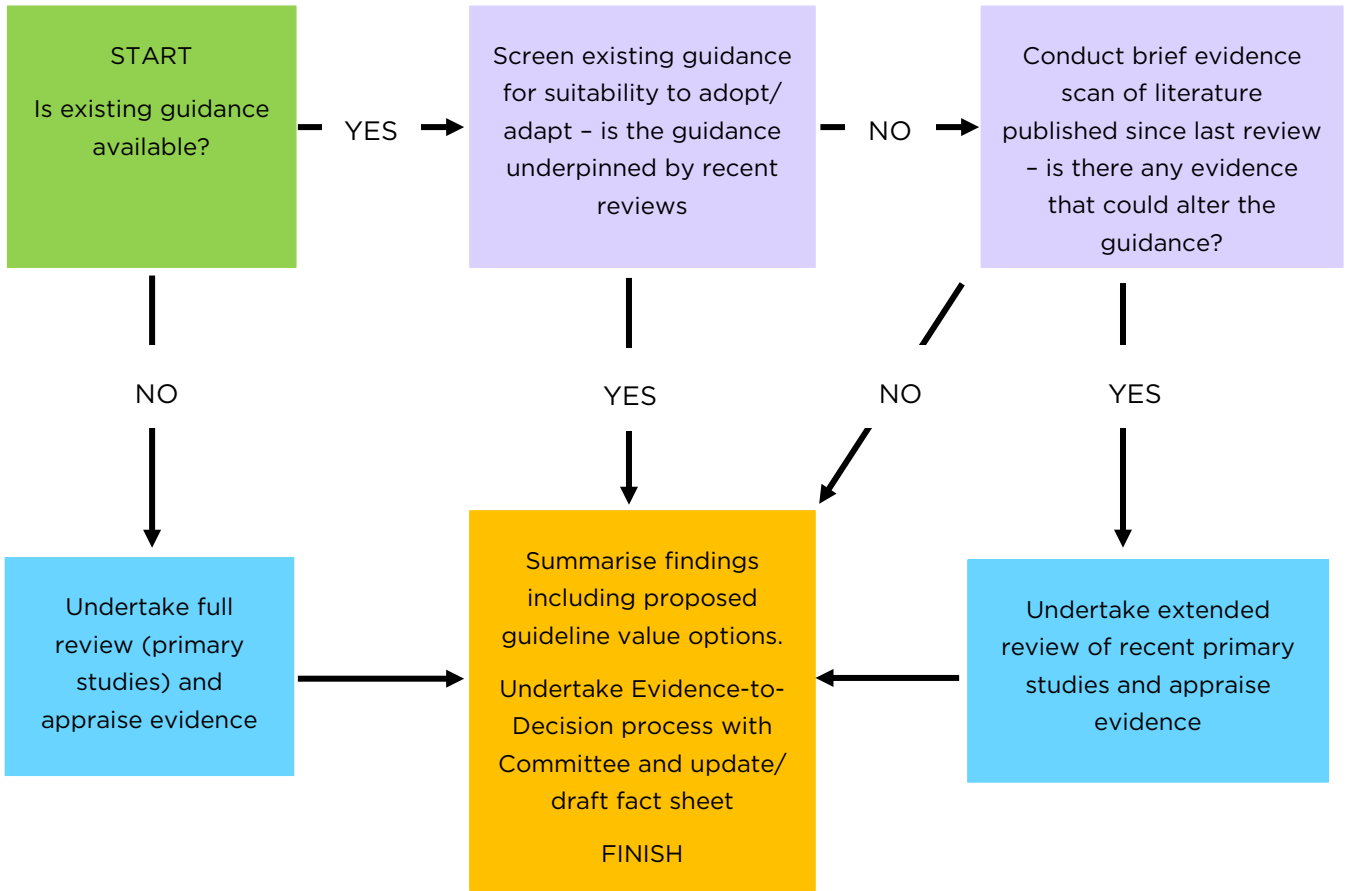 START
Is existing guidance
available?
YES
Screen existing guidance
for suitability to adopt/
adapt – is the guidance
underpinned by recent
reviews
NO
Conduct brief evidence
scan of literature
published since last review
– is there any evidence
that could alter the
guidance?
NO
YES
NO
YES
Undertake full
review (primary
studies) and
appraise evidence
Summarise findings
including proposed
guideline value options.
Undertake Evidence-to-
Decision process with
Committee and update/
draft fact sheet
FINISH
Undertake extended
review of recent primary
studies and appraise
evidence